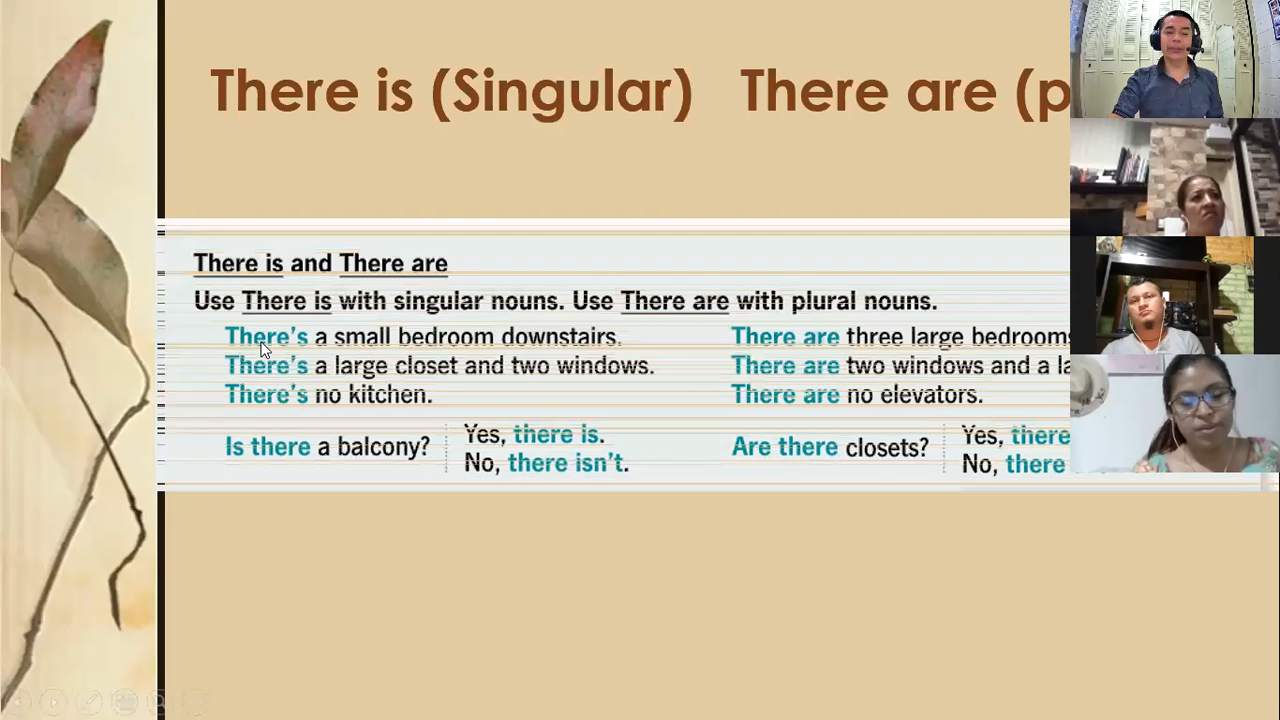 There is (Singular) There are (p
There is and There are
Use There is with singular nouns. Use There are with plural nouns.
There's a small bedroom downstairs.
There's a large closet and two windows.
There's no kitchen.
Is there a balcony?
Yes, there is.
No, there isn't.
There are three large bedrooms
There are two windows and a la
There are no elevators.
Are there closets?
Yes, there
No, there